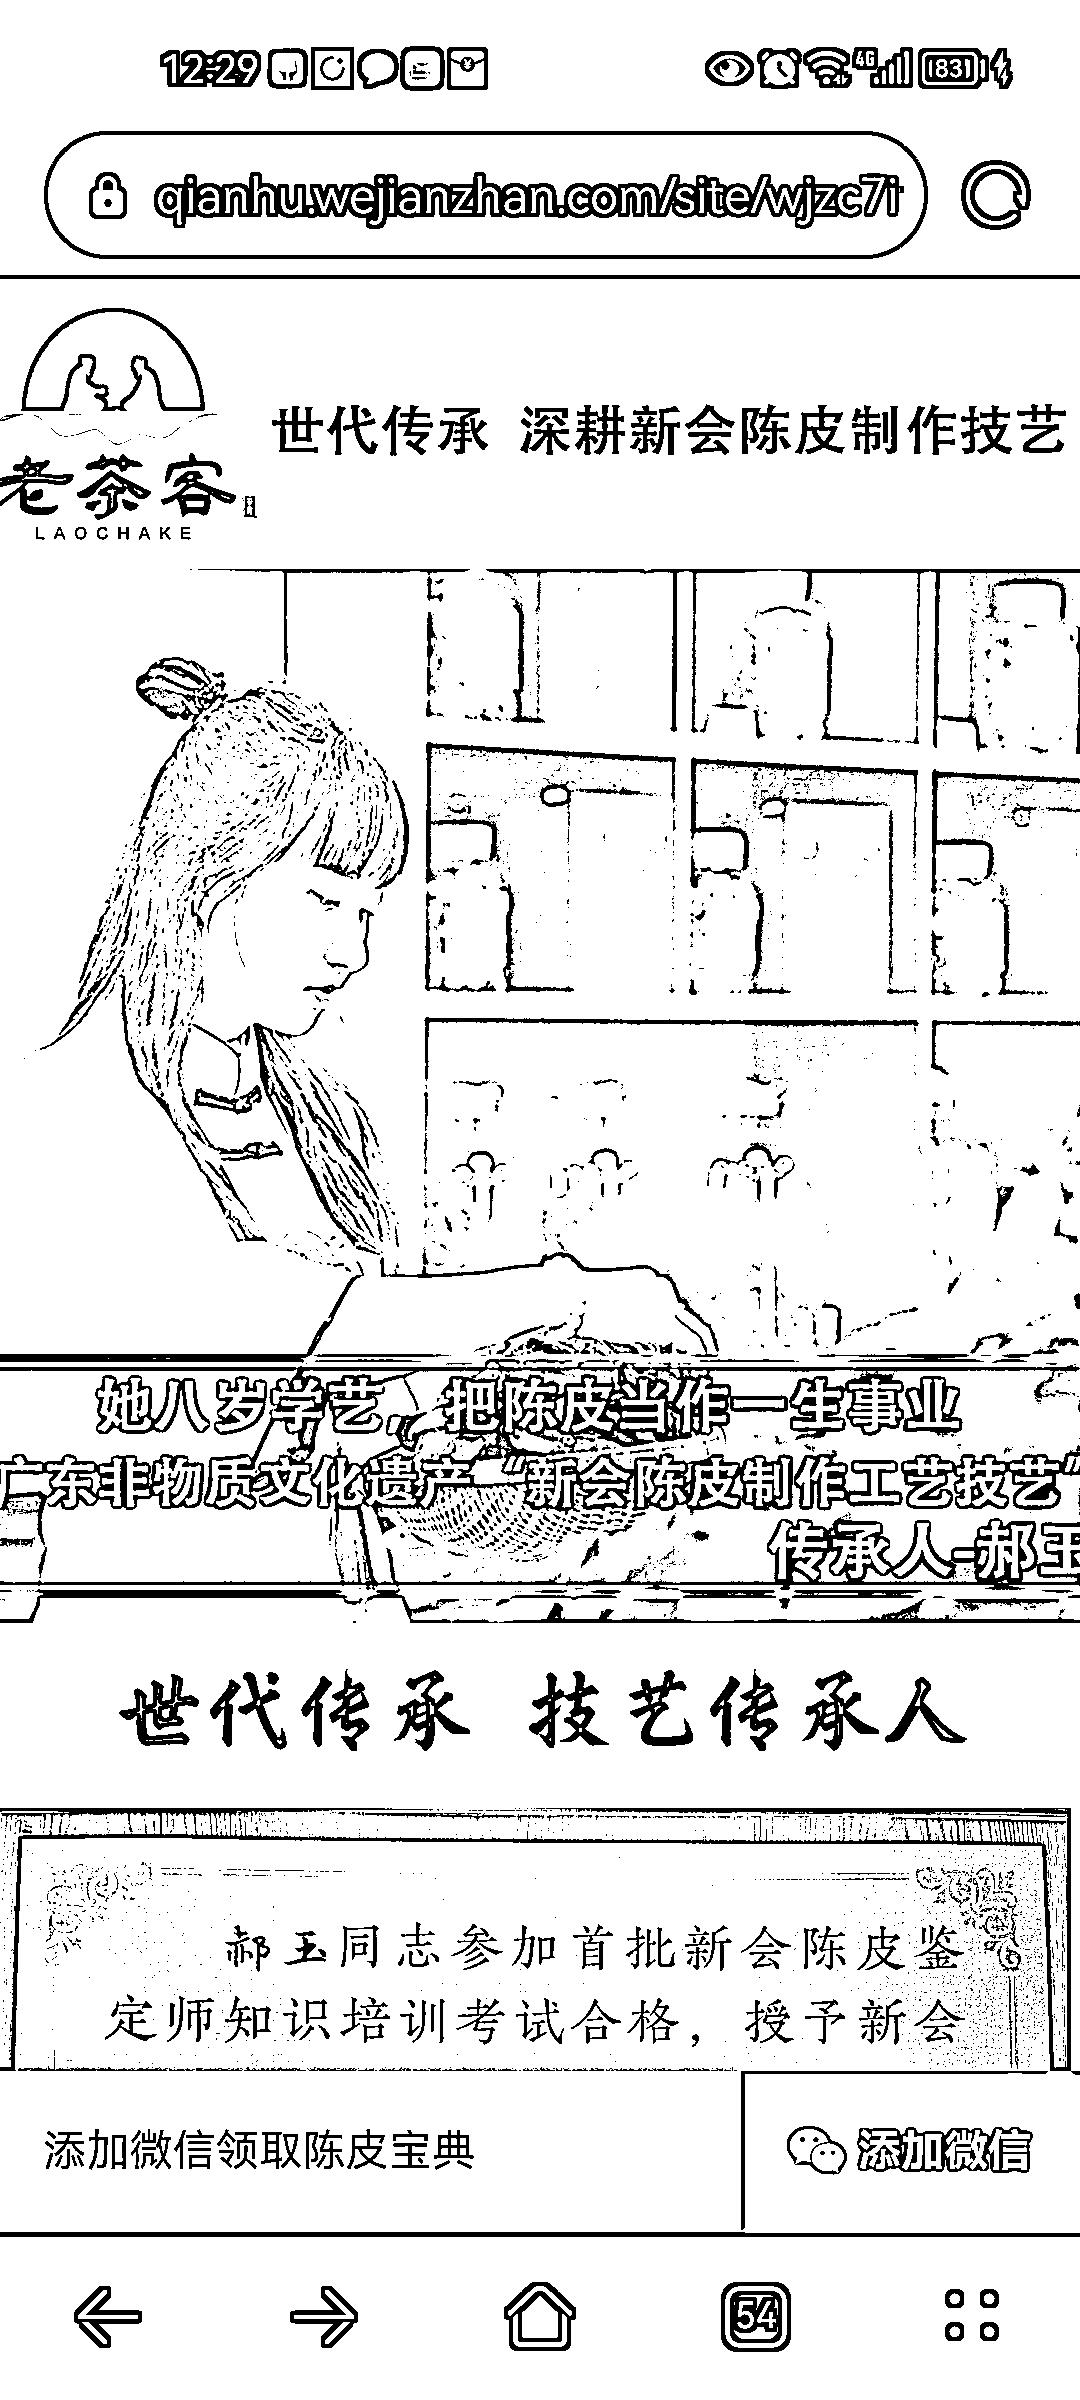 12:29
4G
83
qianhu.wejianzhan.com/site/wjzc7i
世代传承 深耕新会陈皮制作技艺
老茶客
LAOCHAKE
她八岁学艺，把陈皮当作一生事业
广东非物质文化遗产—“新会陈皮制作工艺技艺”
传承人-郝玉
世代传承 技艺传承人
郝玉同志参加首批新会陈皮鉴
定师知识培训考试合格，授予新会
添加微信领取陈皮宝典
添加微信
54